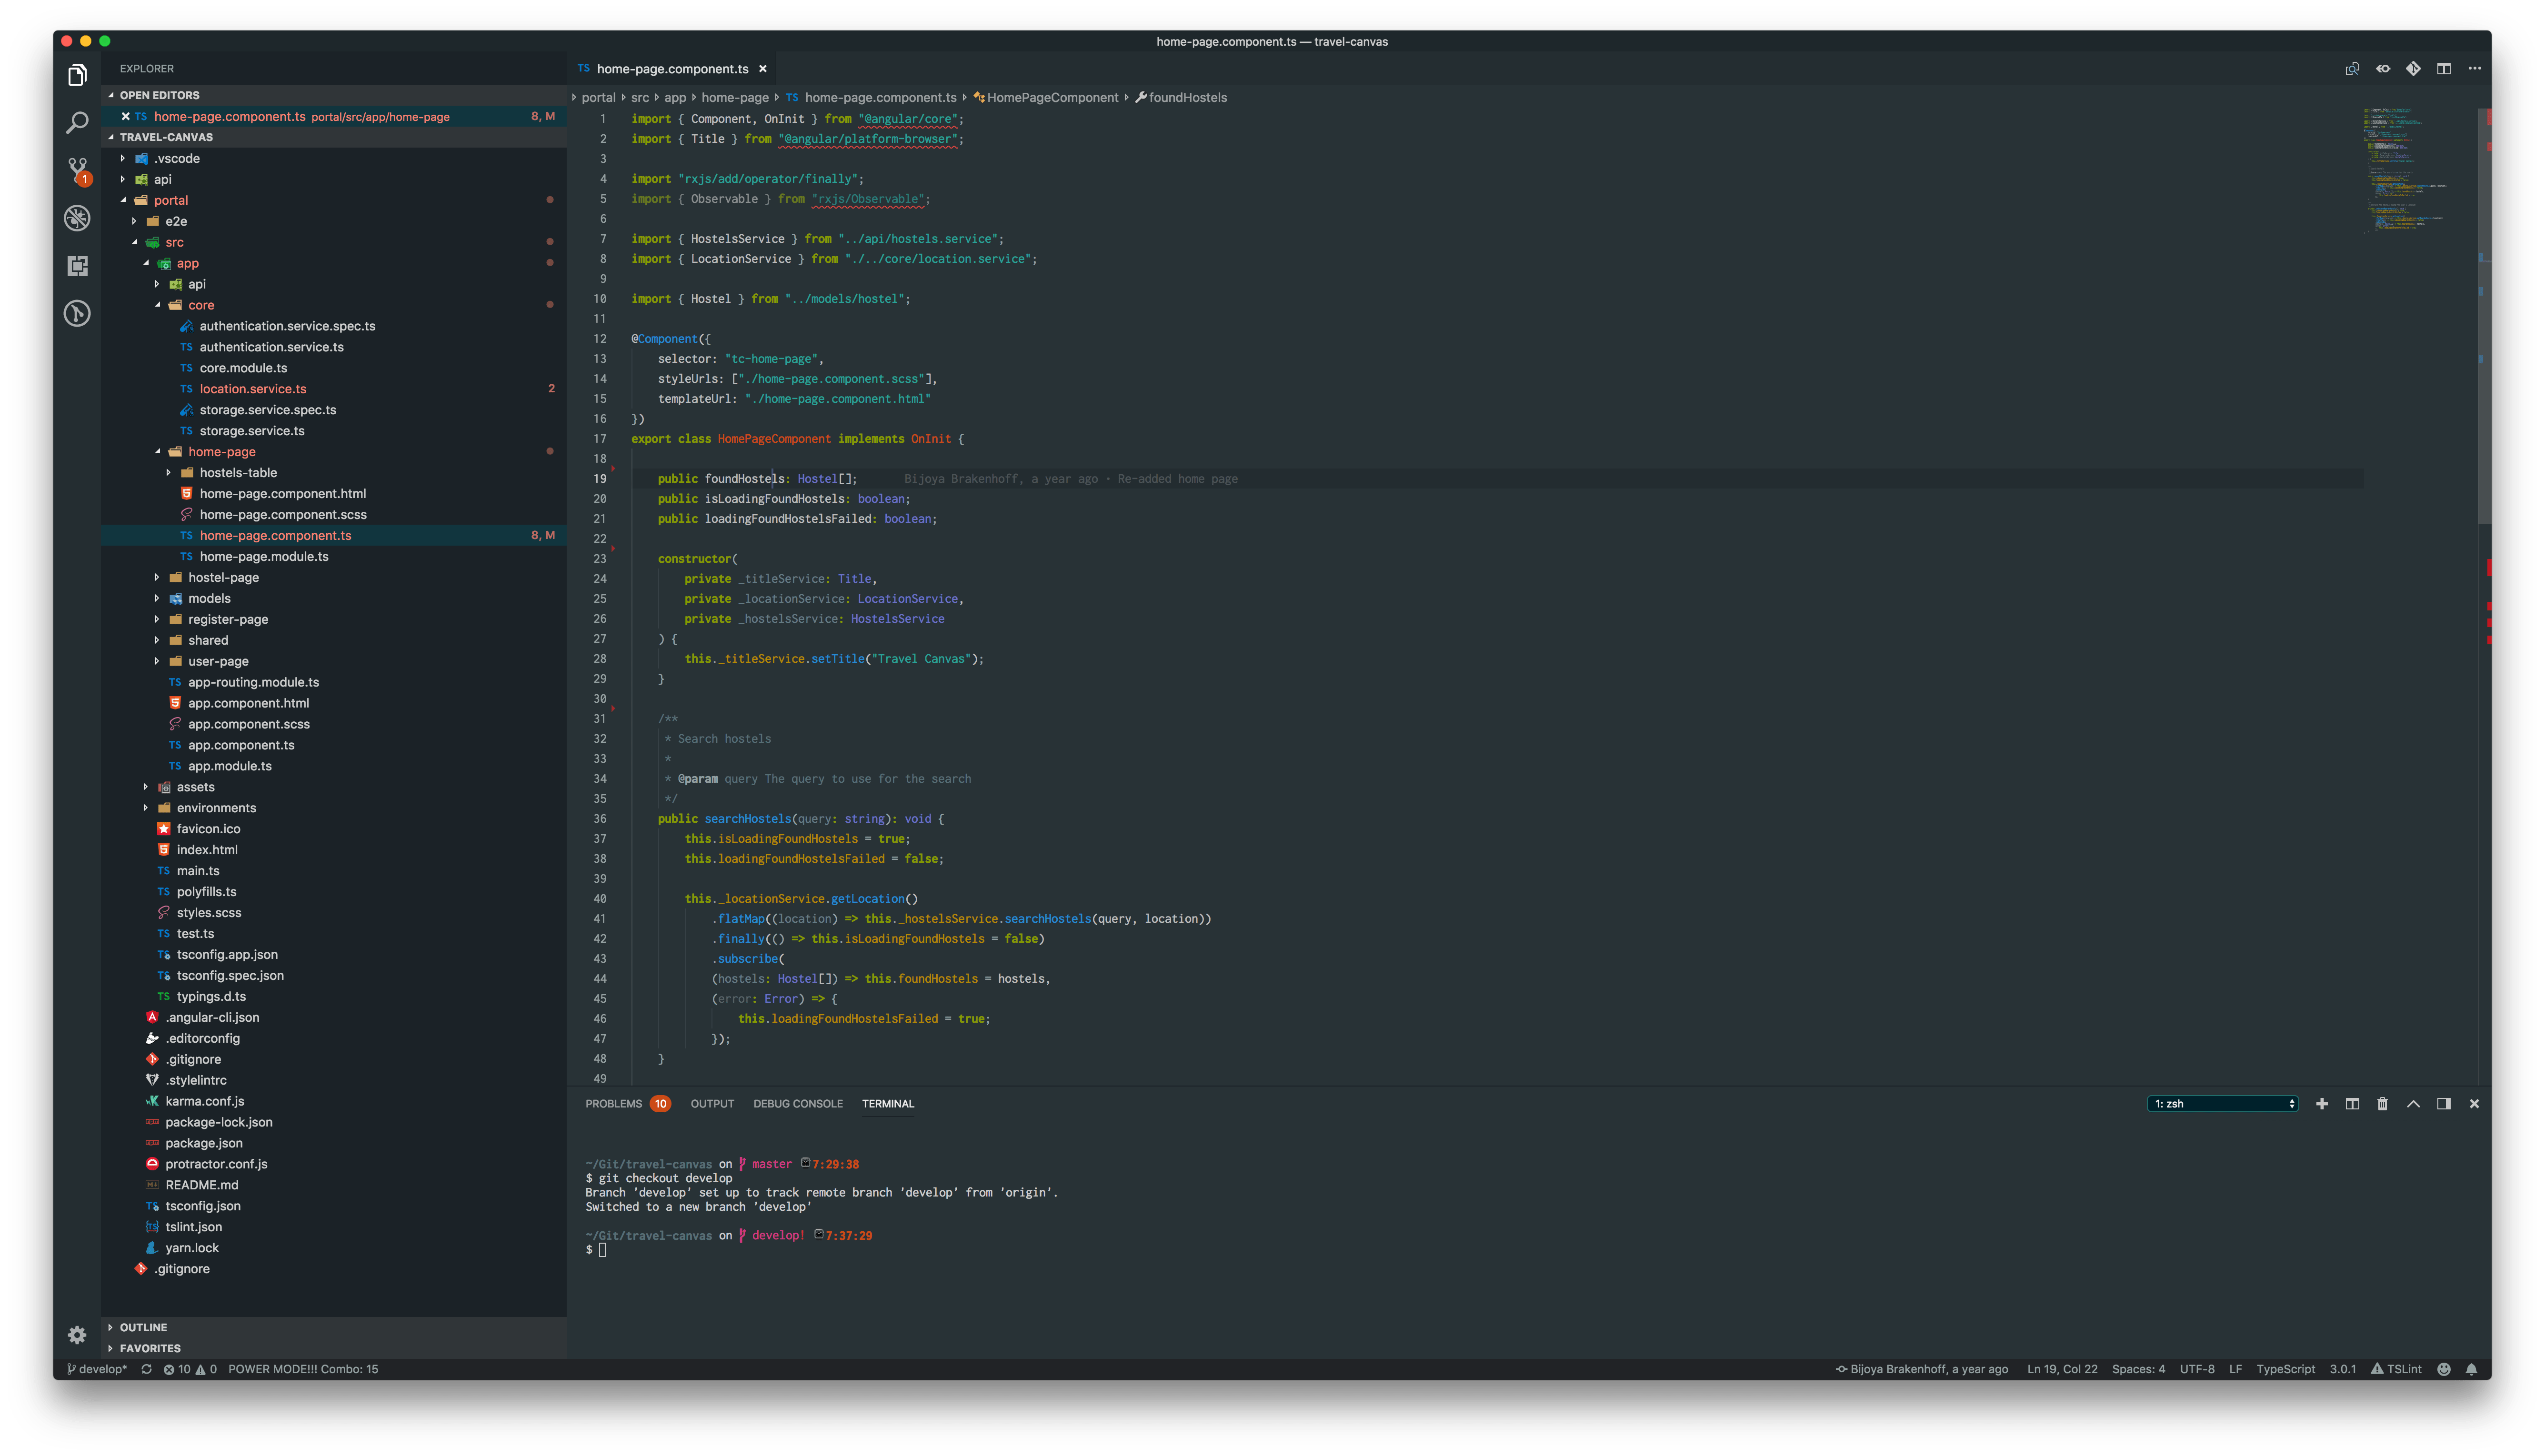 home-page.component.ts — travel-canvas
EXPLORER
OPEN EDITORS
TS home-page.component.ts portal/src/app/home-page 8, M
TRAVEL-CANVAS
.vscode
api
portal
e2e
src
app
api
core
authentication.service.spec.ts
TS authentication.service.ts
TS core.module.ts
TS location.service.ts 2
storage.service.spec.ts
TS storage.service.ts
home-page
hostels-table
home-page.component.html
home-page.component.scss
TS home-page.component.ts 8, M
TS home-page.module.ts
hostel-page
models
register-page
shared
user-page
TS app-routing.module.ts
app.component.html
app.component.scss
TS app.component.ts
TS app.module.ts
assets
environments
favicon.ico
index.html
TS main.ts
TS polyfills.ts
styles.scss
TS test.ts
tsconfig.app.json
tsconfig.spec.json
TS typings.d.ts
.angular-cli.json
.editorconfig
.gitignore
.stylelintrc
karma.conf.js
package-lock.json
package.json
protractor.conf.js
README.md
tsconfig.json
tslint.json
yarn.lock
.gitignore
OUTLINE
FAVORITES
1
TS home-page.component.ts
portal src app home-page TS home-page.component.ts HomePageComponent foundHostels
1 import { Component, OnInit } from "@angular/core";
2 import { Title } from "@angular/platform-browser";
3
4 import "rxjs/add/operator/finally";
5 import { Observable } from "rxjs/Observable";
6
7 import { HostelsService } from "../api/hostels.service";
8 import { LocationService } from "./../core/location.service";
9
10 import { Hostel } from "../models/hostel";
11
12 @Component({
13 selector: "tc-home-page",
14 styleUrls: ["./home-page.component.scss"],
15 templateUrl: "./home-page.component.html"
16 })
17 export class HomePageComponent implements OnInit {
18
19 public foundHostels: Hostel[]; Bijoya Brakenhoff, a year ago • Re-added home page
20 public isLoadingFoundHostels: boolean;
21 public loadingFoundHostelsFailed: boolean;
22
23 constructor(
24 private _titleService: Title,
25 private _locationService: LocationService,
26 private _hostelsService: HostelsService
27 ) {
28 this._titleService.setTitle("Travel Canvas");
29 }
30
31 /**
32 * Search hostels
33 *
34 * @param query The query to use for the search
35 */
36 public searchHostels(query: string): void {
37 this.isLoadingFoundHostels = true;
38 this.loadingFoundHostelsFailed = false;
39
40 this._locationService.getLocation()
41 .flatMap((location) => this._hostelsService.searchHostels(query, location))
42 .finally(() => this.isLoadingFoundHostels = false)
43 .subscribe(
44 (hostels: Hostel[]) => this.foundHostels = hostels,
45 (error: Error) => {
46 this.loadingFoundHostelsFailed = true;
47 });
48 }
49
PROBLEMS 10 OUTPUT DEBUG CONSOLE TERMINAL 1: zsh
~/Git/travel-canvas on master 7:29:38
$ git checkout develop
Branch 'develop' set up to track remote branch 'develop' from 'origin'.
Switched to a new branch 'develop'
~/Git/travel-canvas on develop! 7:37:29
$
develop* 10 0 POWER MODE!!! Combo: 15 Bijoya Brakenhoff, a year ago Ln 19, Col 22 Spaces: 4 UTF-8 LF TypeScript 3.0.1 TSLint